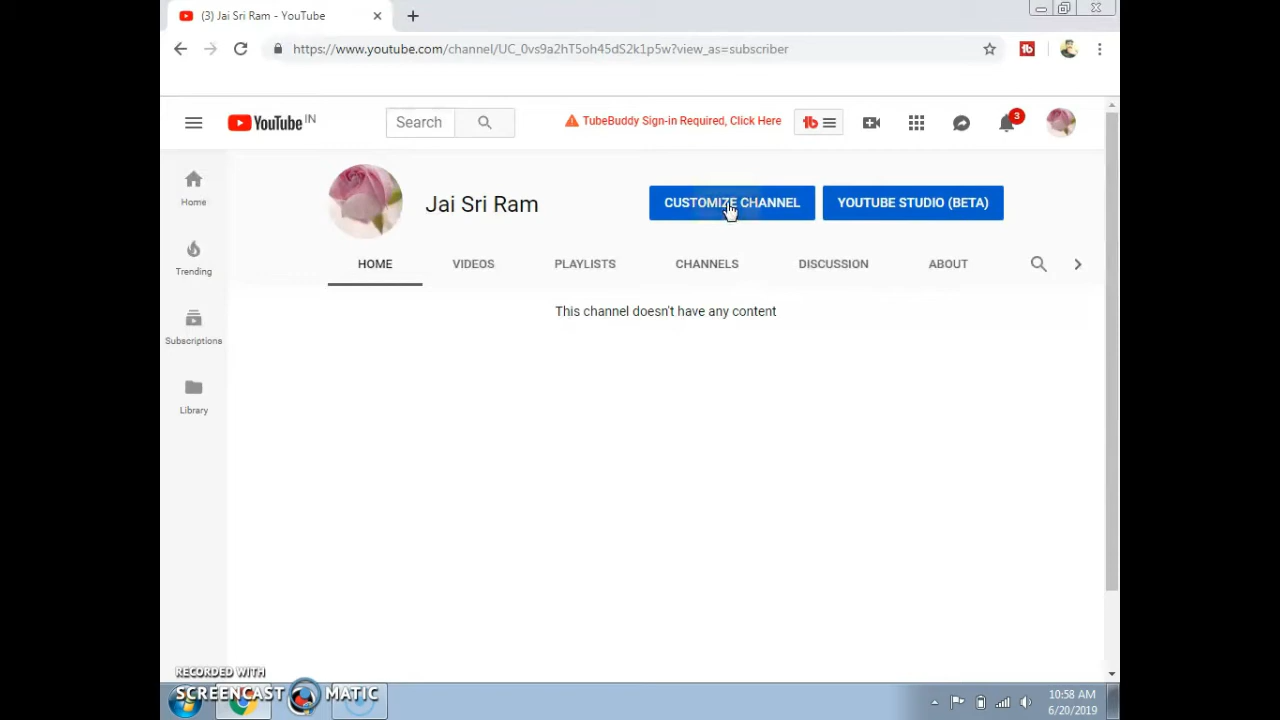 (3) Jai Sri Ram - YouTube
https://www.youtube.com/channel/UC_0vs9a2hT5oh45dS2k1p5w?view_as=subscriber
YouTube IN
Search
TubeBuddy Sign-in Required, Click Here
tb
3
Home
Trending
Subscriptions
Library
Jai Sri Ram
CUSTOMIZE CHANNEL
YOUTUBE STUDIO (BETA)
HOME
VIDEOS
PLAYLISTS
CHANNELS
DISCUSSION
ABOUT
This channel doesn't have any content
RECORDED WITH
SCREENCAST MATIC
10:58 AM
6/20/2019